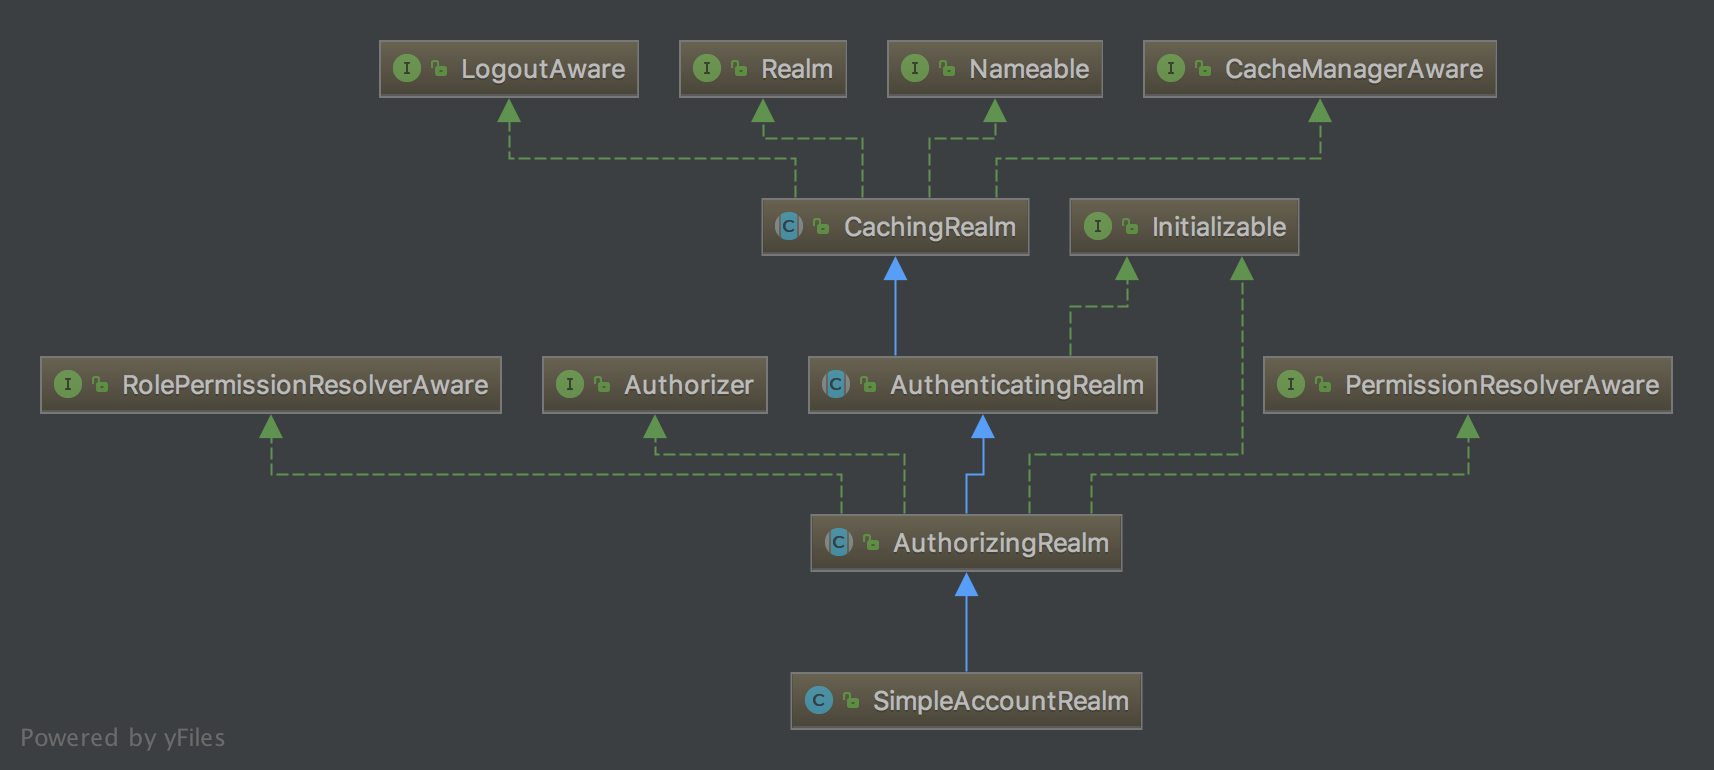 I LogoutAware
I Realm
I Nameable
I CacheManagerAware
C CachingRealm
I Initializable
I RolePermissionResolverAware
I Authorizer
C AuthenticatingRealm
I PermissionResolverAware
C AuthorizingRealm
C SimpleAccountRealm
Powered by yFiles